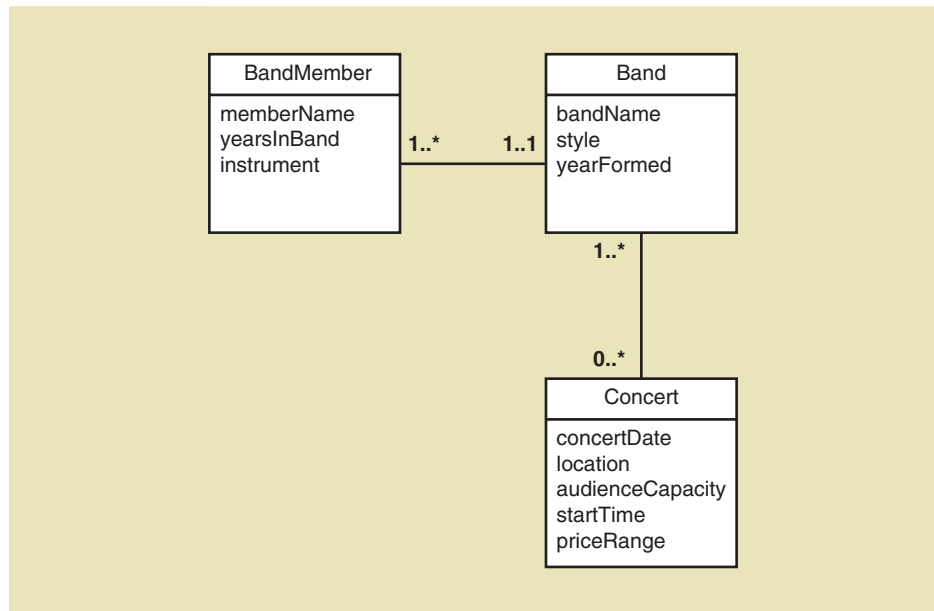 BandMember
memberName
yearsInBand
instrument
1..*
1..1
Band
bandName
style
yearFormed
1..*
0..*
Concert
concertDate
location
audienceCapacity
startTime
priceRange